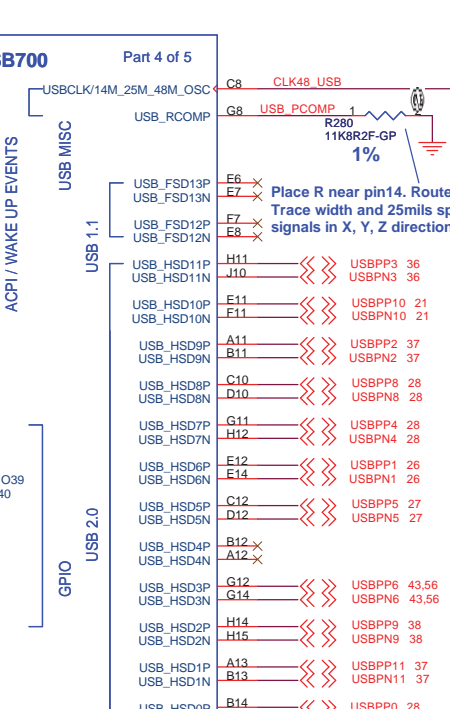 B700
Part 4 of 5
USBCLK/14M_25M_48M_OSC
C8
CLK48_USB
USB_RCOMP
G8
USB_PCOMP
1
2
R280
11K8R2F-GP
1%
USB MISC
ACPI / WAKE UP EVENTS
USB_FSD13P
E6
USB_FSD13N
E7
Place R near pin14. Route
Trace width and 25mils
signals in X, Y, Z direction
USB 1.1
USB_FSD12P
F7
USB_FSD12N
E8
USB_HSD11P
H11
USBPP3 36
USB_HSD11N
J10
USBPN3 36
USB_HSD10P
E11
USBPP10 21
USB_HSD10N
F11
USBPN10 21
USB_HSD9P
A11
USBPP2 37
USB_HSD9N
B11
USBPN2 37
USB_HSD8P
C10
USBPP8 28
USB_HSD8N
D10
USBPN8 28
USB_HSD7P
G11
USBPP4 28
USB_HSD7N
H12
USBPN4 28
USB_HSD6P
E12
USBPP1 26
USB_HSD6N
E14
USBPN1 26
O39
40
USB_HSD5P
C12
USBPP5 27
USB_HSD5N
D12
USBPN5 27
USB 2.0
GPIO
USB_HSD4P
B12
USB_HSD4N
A12
USB_HSD3P
G12
USBPP6 43,56
USB_HSD3N
G14
USBPN6 43,56
USB_HSD2P
H14
USBPP9 38
USB_HSD2N
H15
USBPN9 38
USB_HSD1P
A13
USBPP11 37
USB_HSD1N
B13
USBPN11 37
USB_HSD0P
B14
USBPP0 28